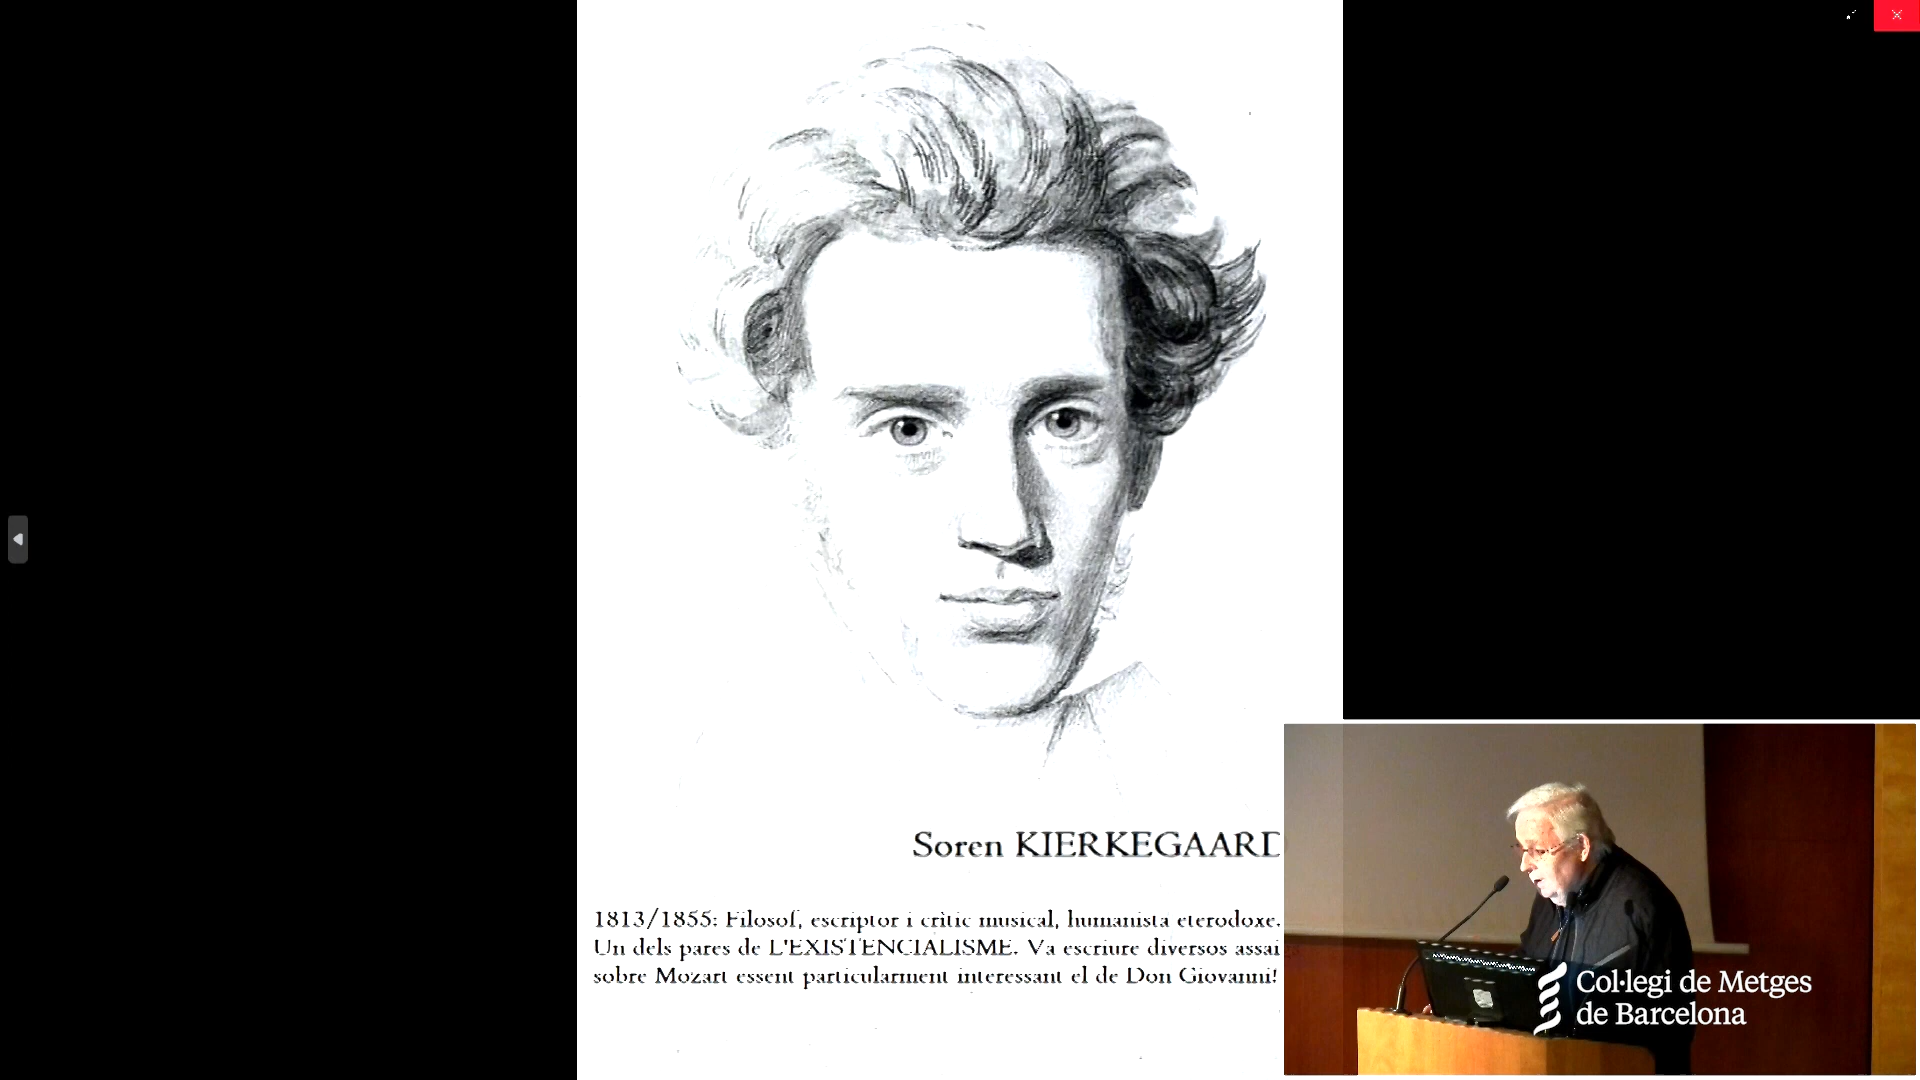 Soren KIERKEGAARD
1813/1855: Filosof, escriptor i crític musical, humanista eterodoxe.
Un dels pares de L'EXISTENCIALISME. Va escriure diversos assai
sobre Mozart essent particularment interessant el de Don Giovanni!
Col·legi de Metges
de Barcelona